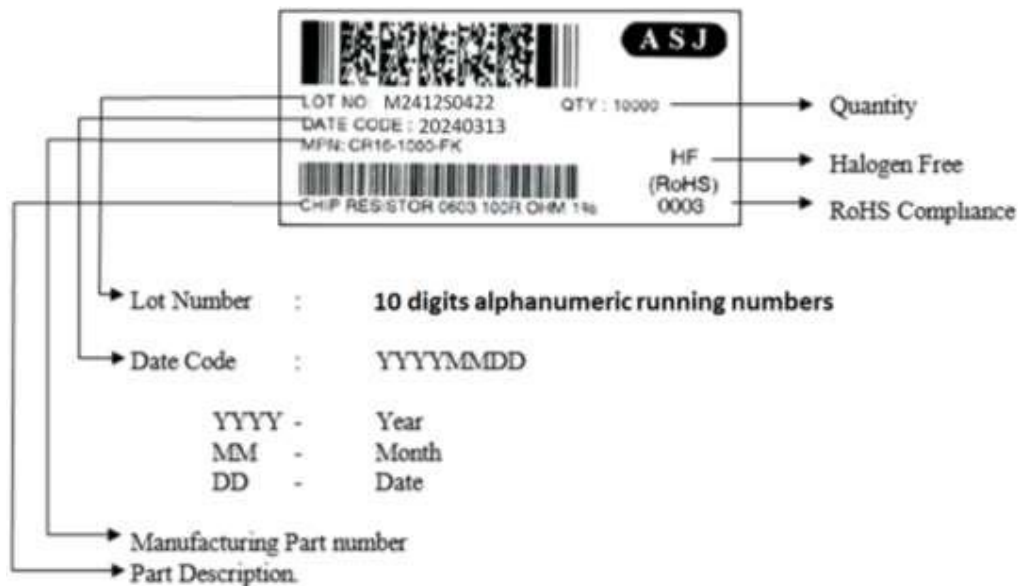 ASJ
LOT NO: M2412S0422 QTY : 10000
DATE CODE : 20240313
MPN: CR16-1000-FK
HF
(RoHS)
CHIP RESISTOR 0603 100R OHM 1% 0003
Quantity
Halogen Free
RoHS Compliance
Lot Number : 10 digits alphanumeric running numbers
Date Code : YYYYMMDD
YYYY - Year
MM - Month
DD - Date
Manufacturing Part number
Part Description.